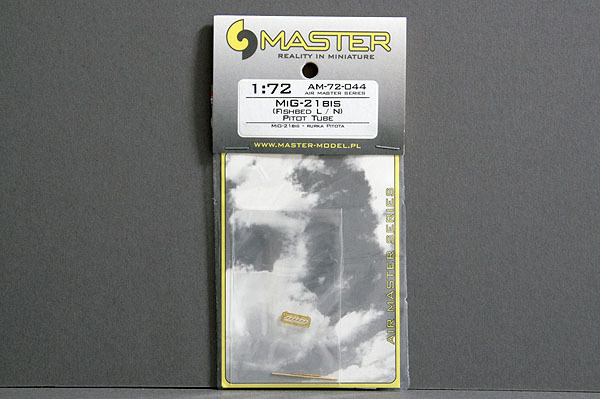 MASTER
REALITY IN MINIATURE
1:72
AM-72-044
AIR MASTER SERIES
MiG-21BIS
(FISHBED L / N)
PITOT TUBE
MiG-21BIS - RURKA PITOTA
WWW.MASTER-MODEL.PL
AIR MASTER SERIES